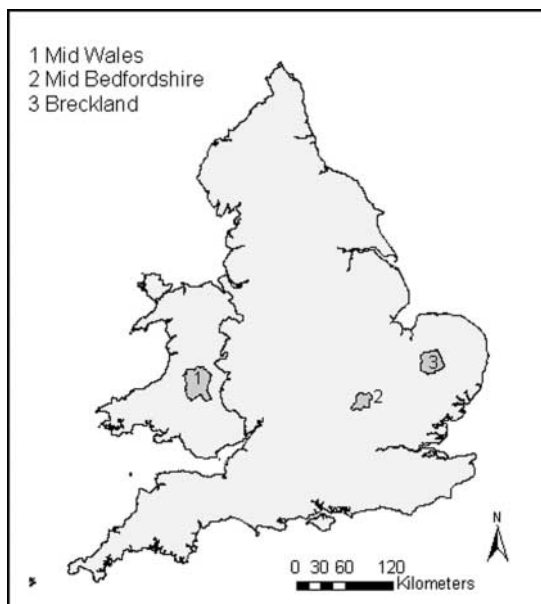 1 Mid Wales
2 Mid Bedfordshire
3 Breckland
3
1
2
N
0 30 60 120
Kilometers